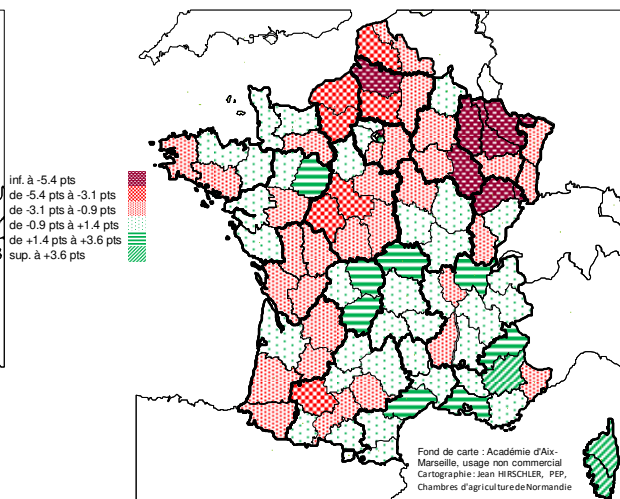 inf. à -5.4 pts
de -5.4 pts à -3.1 pts
de -3.1 pts à -0.9 pts
de -0.9 pts à +1.4 pts
de +1.4 pts à +3.6 pts
sup. à +3.6 pts
Fond de carte : Académie d'Aix-
Marseille, usage non commercial
Cartographie: Jean HIRSCHLER, PEP,
Chambres d'agriculture de Normandie